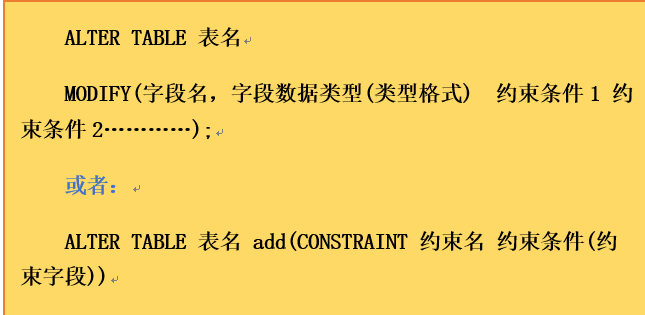 ALTER TABLE 表名
MODIFY(字段名，字段数据类型(类型格式) 约束条件1 约
束条件2…………);
或者：
ALTER TABLE 表名 add(CONSTRAINT 约束名 约束条件(约
束字段))